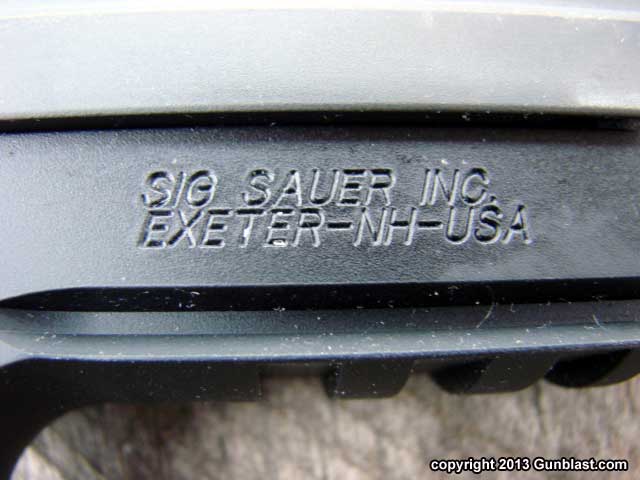 SIG SAUER INC.
EXETER-NH-USA
copyright 2013 Gunblast.com